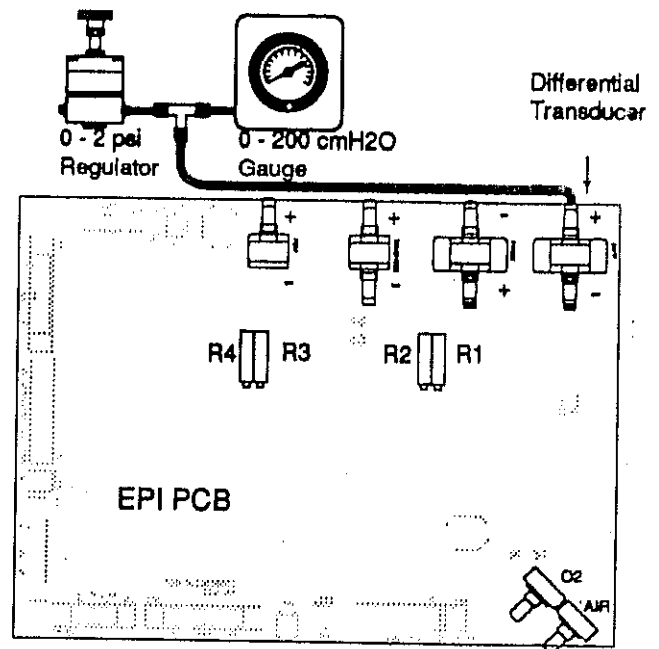 Differential
Transducer
0 - 2 psi
Regulator
0 - 200 cmH2O
Gauge
+
+
-
+
-
+
-
R4
R3
R2
R1
EPI PCB
O2
AIR